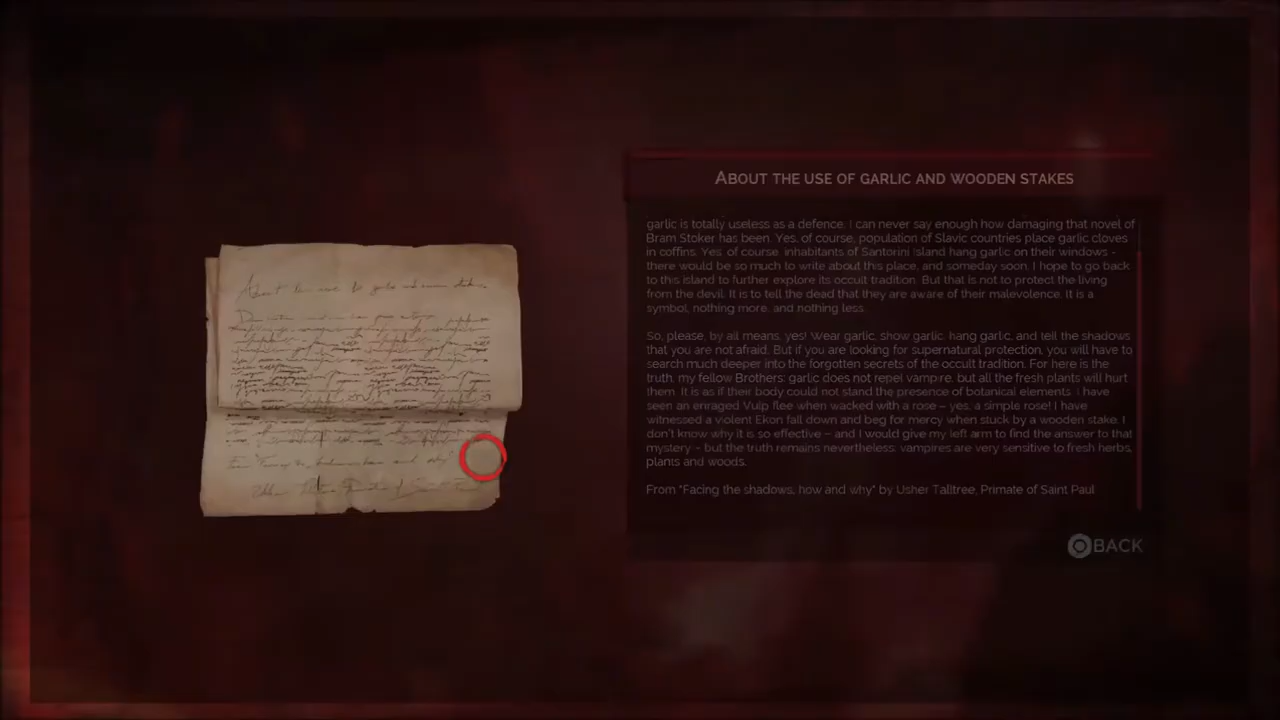 ABOUT THE USE OF GARLIC AND WOODEN STAKES
garlic is totally useless as a defence. I can never say enough how damaging that novel of
Bram Stoker has been. Yes, of course, population of Slavic countries place garlic cloves
in coffins. Yes, of course, inhabitants of Santorini Island hang garlic on their windows -
there would be so much to write about this place, and someday soon, I hope to go back
to this island to further explore its occult tradition. But that is not to protect the living
from the devil. It is to tell the dead that they are aware of their malevolence. It is a
symbol, nothing more, and nothing less.
So, please, by all means, yes! Wear garlic, show garlic, hang garlic, and tell the shadows
that you are not afraid. But if you are looking for supernatural protection, you will have to
search much deeper into the forgotten secrets of the occult tradition. For here is the
truth, my fellow Brothers: garlic does not repel vampire, but all the fresh plants will hurt
them. It is as if their body could not stand the presence of botanical elements. I have
seen an enraged Vulp flee when wacked with a rose – yes, a simple rose! I have
witnessed a violent Ekon fall down and beg for mercy when stuck by a wooden stake. I
don't know why it is so effective – and I would give my left arm to find the answer to that
mystery – but the truth remains nevertheless: vampires are very sensitive to fresh herbs,
plants and woods.
From "Facing the shadows, how and why" by Usher Talltree, Primate of Saint Paul
BACK